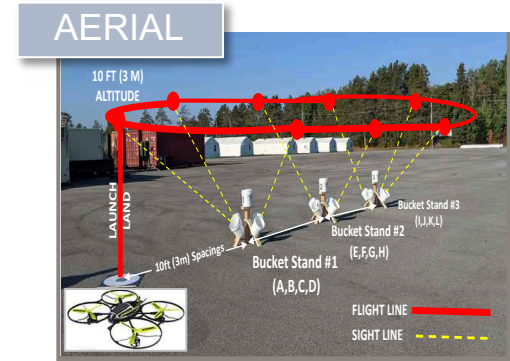 AERIAL
10 FT (3 M)
ALTITUDE
LAUNCH
LAND
10ft (3m) Spacings
Bucket Stand #1
(A,B,C,D)
Bucket Stand #2
(E,F,G,H)
Bucket Stand #3
(I,J,K,L)
FLIGHT LINE
SIGHT LINE